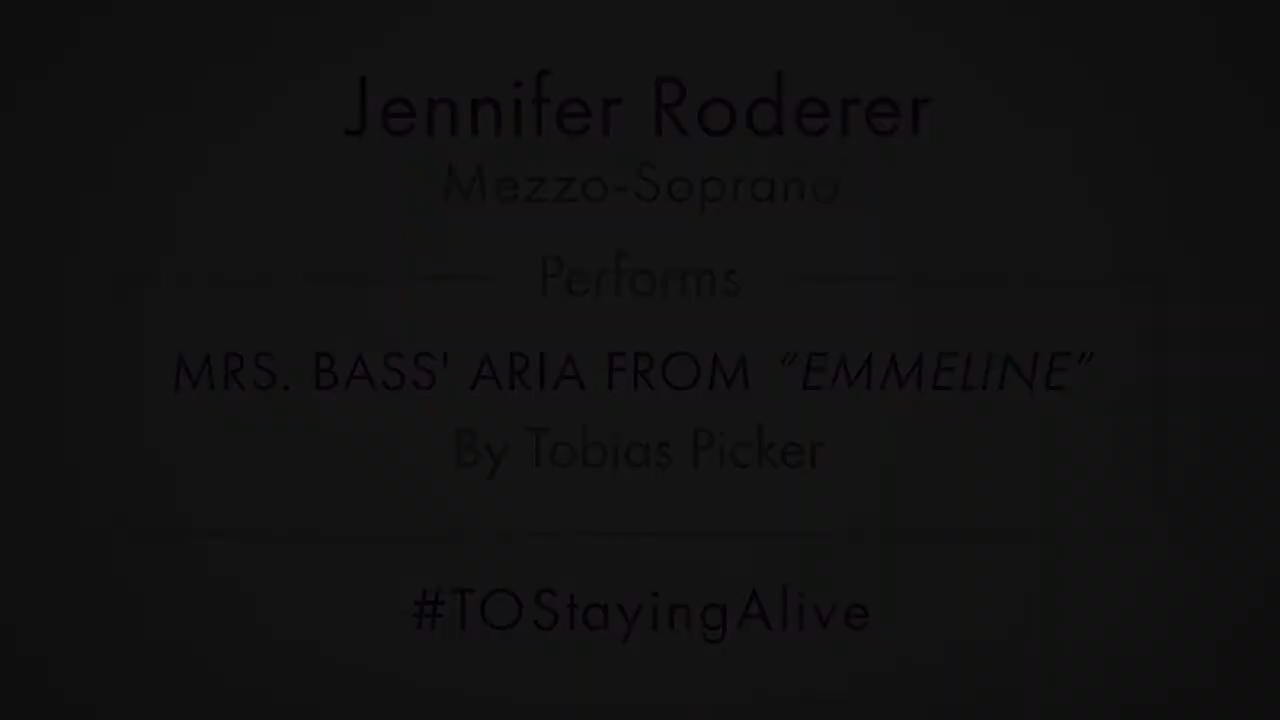 Jennifer Roderer
Mezzo-Soprano
Performs
MRS. BASS' ARIA FROM “EMMELINE”
By Tobias Picker
#TOStayingAlive